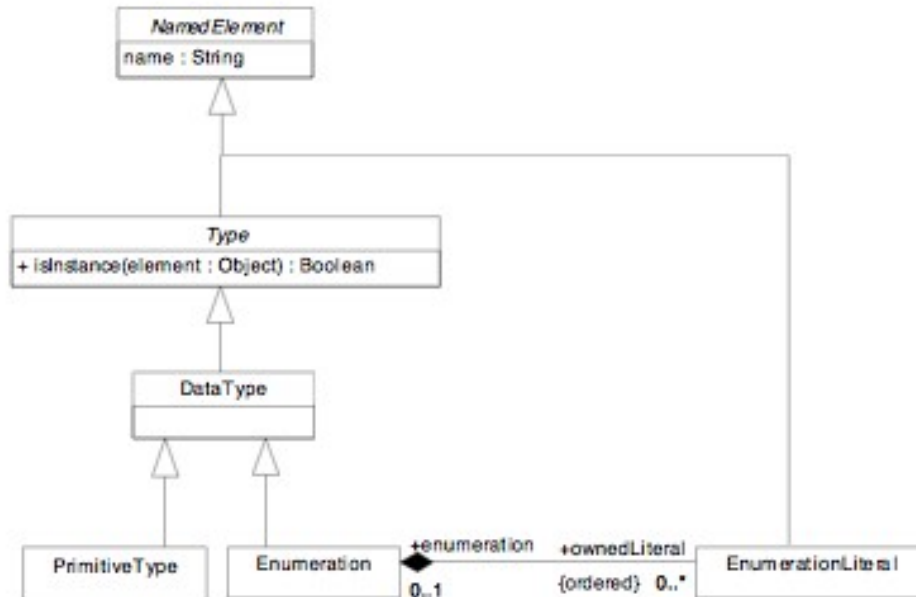 NamedElement
name : String
Type
+ isInstance(element : Object) : Boolean
DataType
PrimitiveType
Enumeration
+enumeration
0..1
+ownedLiteral
{ordered} 0..*
EnumerationLiteral